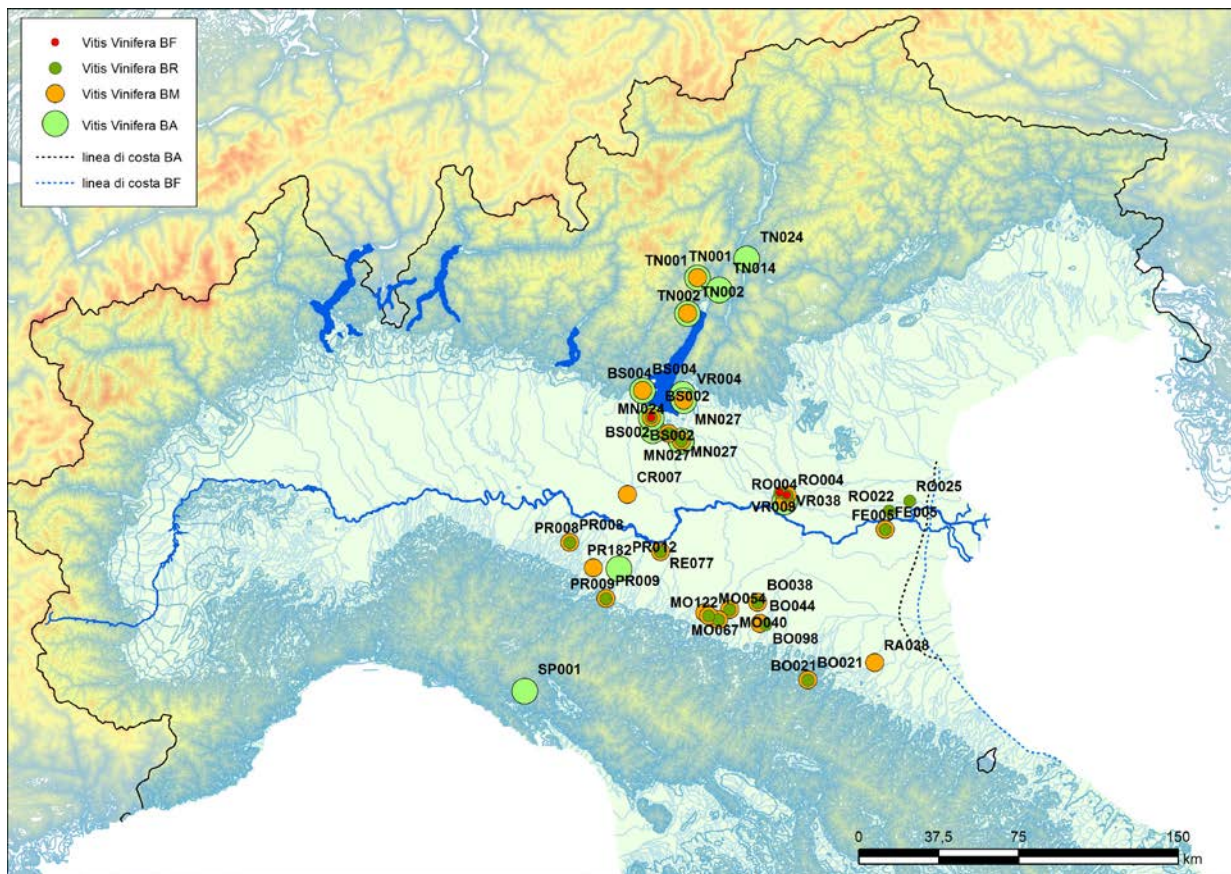 Vitis Vinifera BF
Vitis Vinifera BR
Vitis Vinifera BM
Vitis Vinifera BA
linea di costa BA
linea di costa BF
TN024
TN001 TN001
TN014
TN002 TN002
BS004 BS004
VR004
BS002
MN024
MN027
BS002 BS002
MN027 MN027
CR007
RO004 RO004
VR009 VR038
RO022 RO025
FE005 FE005
PR008 PR008
PR182 PR012
RE077
PR009 PR009
MO122 MO054 BO038
BO044
MO067 MO040
BO098
RA038
BO021 BO021
SP001
0 37,5 75 150
km